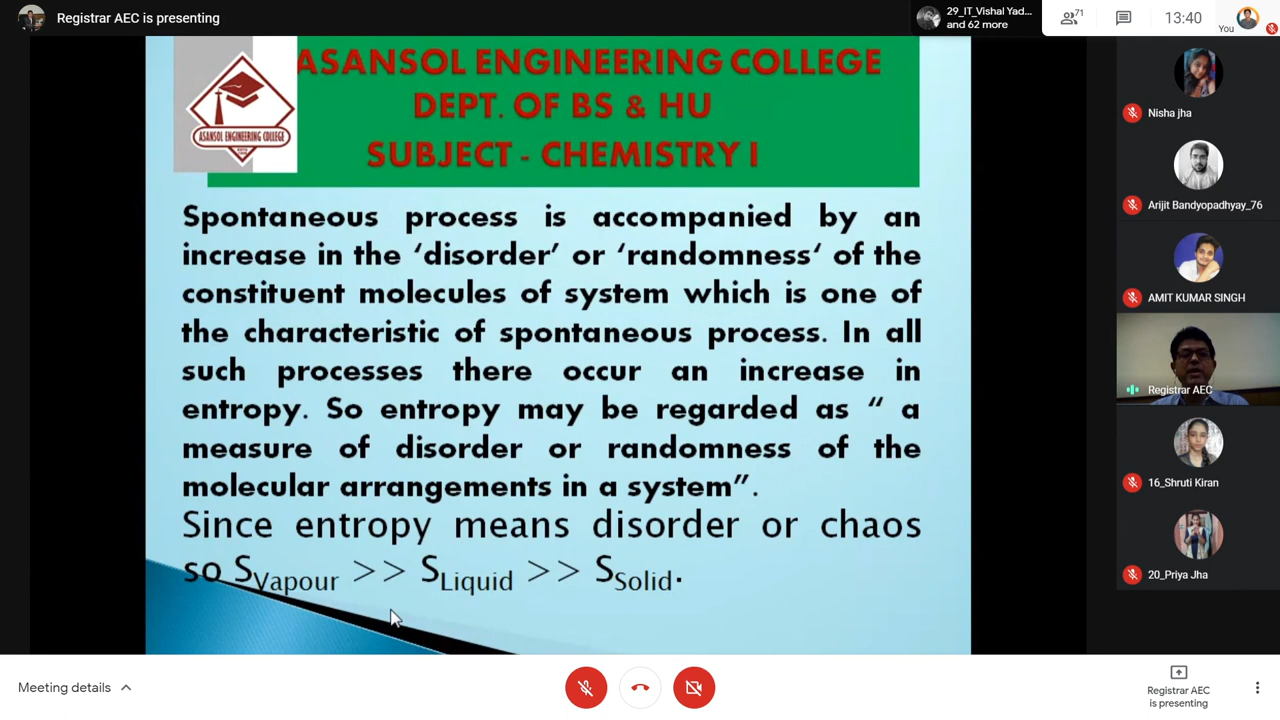 Registrar AEC is presenting
29_IT_Vishal Yad...
and 62 more
71
13:40
You
ASANSOL ENGINEERING COLLEGE
DEPT. OF BS & HU
SUBJECT - CHEMISTRY I
ASANSOL ENGINEERING COLLEGE
Spontaneous process is accompanied by an
increase in the ‘disorder’ or ‘randomness‘ of the
constituent molecules of system which is one of
the characteristic of spontaneous process. In all
such processes there occur an increase in
entropy. So entropy may be regarded as “ a
measure of disorder or randomness of the
molecular arrangements in a system”.
Since entropy means disorder or chaos
so SVapour >> SLiquid >> SSolid.
Nisha jha
Arijit Bandyopadhyay_76
AMIT KUMAR SINGH
Registrar AEC
16_Shruti Kiran
20_Priya Jha
Meeting details
Registrar AEC
is presenting